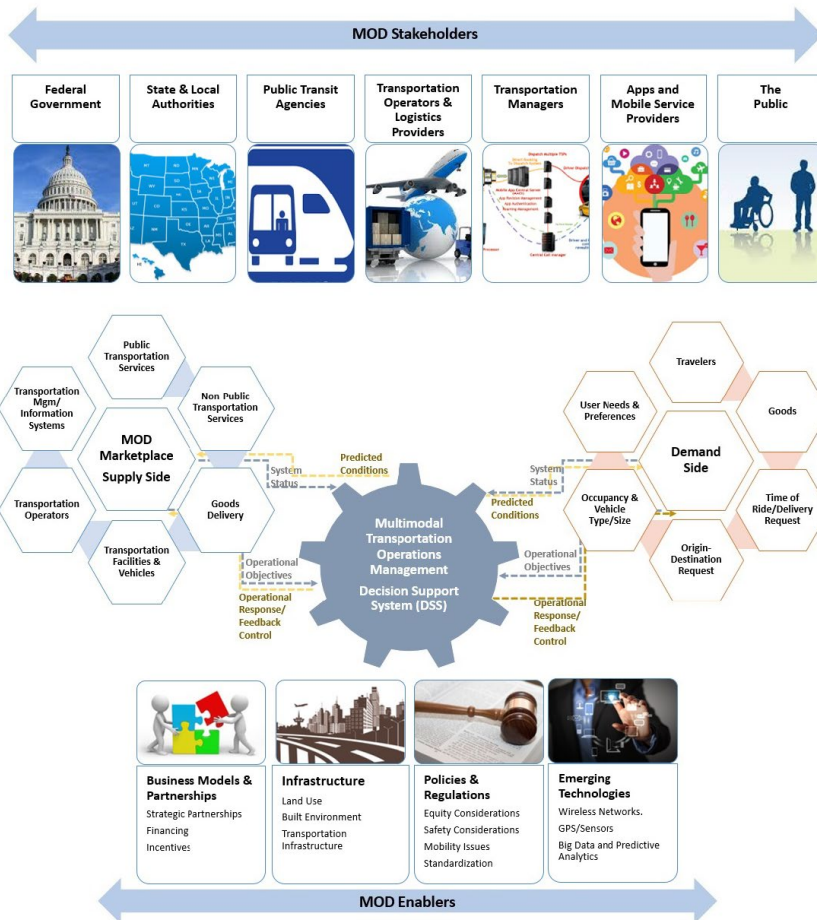 MOD Stakeholders
Federal
Government
State & Local
Authorities
Public Transit
Agencies
Transportation
Operators &
Logistics
Providers
Transportation
Managers
Apps and
Mobile Service
Providers
The
Public
Public
Transportation
Services
Transportation
Mgm/
Information
Systems
Non Public
Transportation
Services
MOD
Marketplace
Supply Side
Transportation
Operators
Goods
Delivery
Transportation
Facilities &
Vehicles
Predicted
Conditions
System
Status
Operational
Objectives
Operational
Response/
Feedback
Control
Multimodal
Transportation
Operations
Management
Decision Support
System (DSS)
System
Status
Predicted
Conditions
Operational
Objectives
Operational
Response/
Feedback
Control
Travelers
User Needs &
Preferences
Goods
Demand
Side
Occupancy &
Vehicle
Type/Size
Time of
Ride/Delivery
Request
Origin-
Destination
Request
Business Models &
Partnerships
Strategic Partnerships
Financing
Incentives
Infrastructure
Land Use
Built Environment
Transportation
Infrastructure
Policies &
Regulations
Equity Considerations
Safety Considerations
Mobility Issues
Standardization
Emerging
Technologies
Wireless Networks.
GPS/Sensors
Big Data and Predictive
Analytics
MOD Enablers